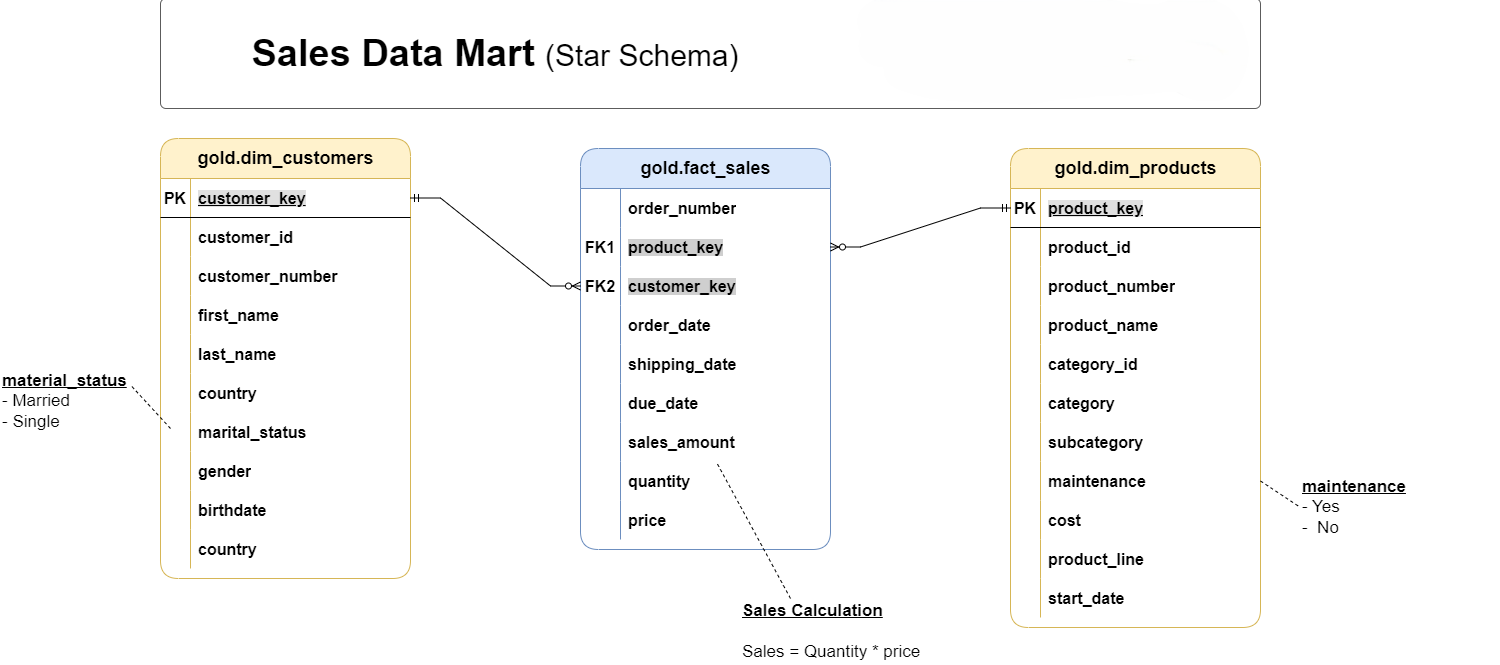 Sales Data Mart (Star Schema)
gold.dim_customers
PK customer_key
customer_id
customer_number
first_name
last_name
country
marital_status
gender
birthdate
country
material_status
- Married
- Single
gold.fact_sales
order_number
FK1 product_key
FK2 customer_key
order_date
shipping_date
due_date
sales_amount
quantity
price
Sales Calculation
Sales = Quantity * price
gold.dim_products
PK product_key
product_id
product_number
product_name
category_id
category
subcategory
maintenance
cost
product_line
start_date
maintenance
- Yes
- No